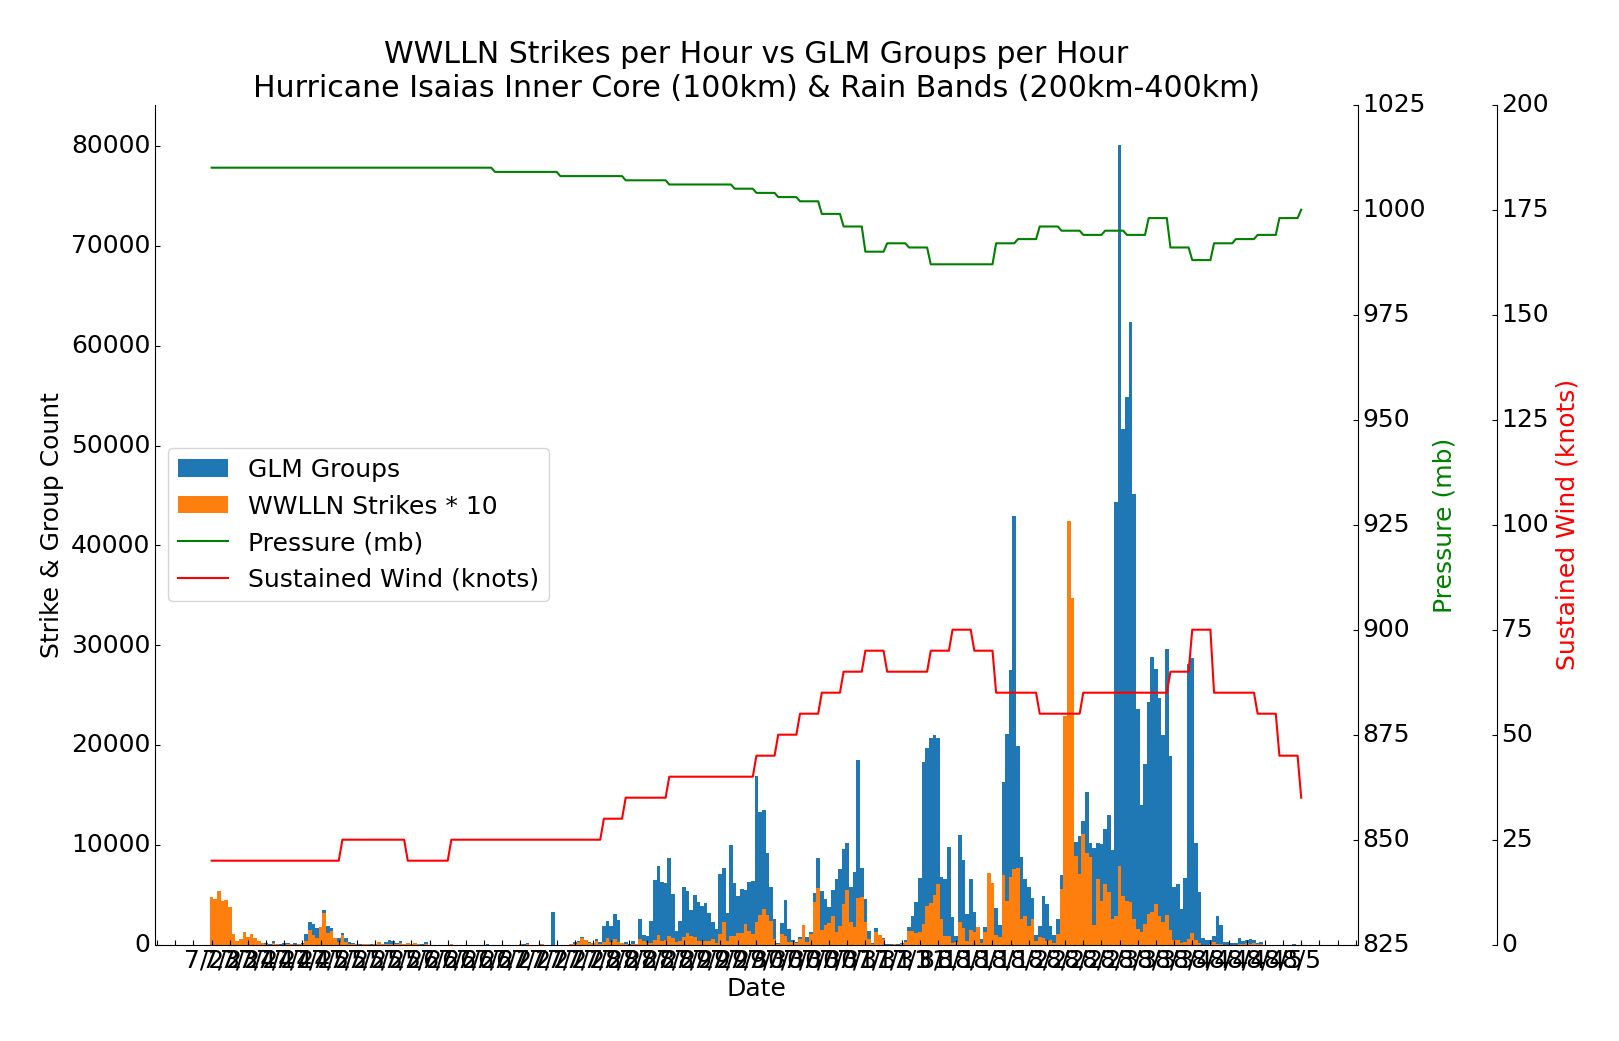 WWLLN Strikes per Hour vs GLM Groups per Hour
Hurricane Isaias Inner Core (100km) & Rain Bands (200km-400km)
80000
70000
60000
50000
40000
30000
20000
10000
0
Strike & Group Count
GLM Groups
WWLLN Strikes * 10
Pressure (mb)
Sustained Wind (knots)
1025
1000
975
950
925
900
875
850
825
Pressure (mb)
200
175
150
125
100
75
50
25
0
Sustained Wind (knots)
Date